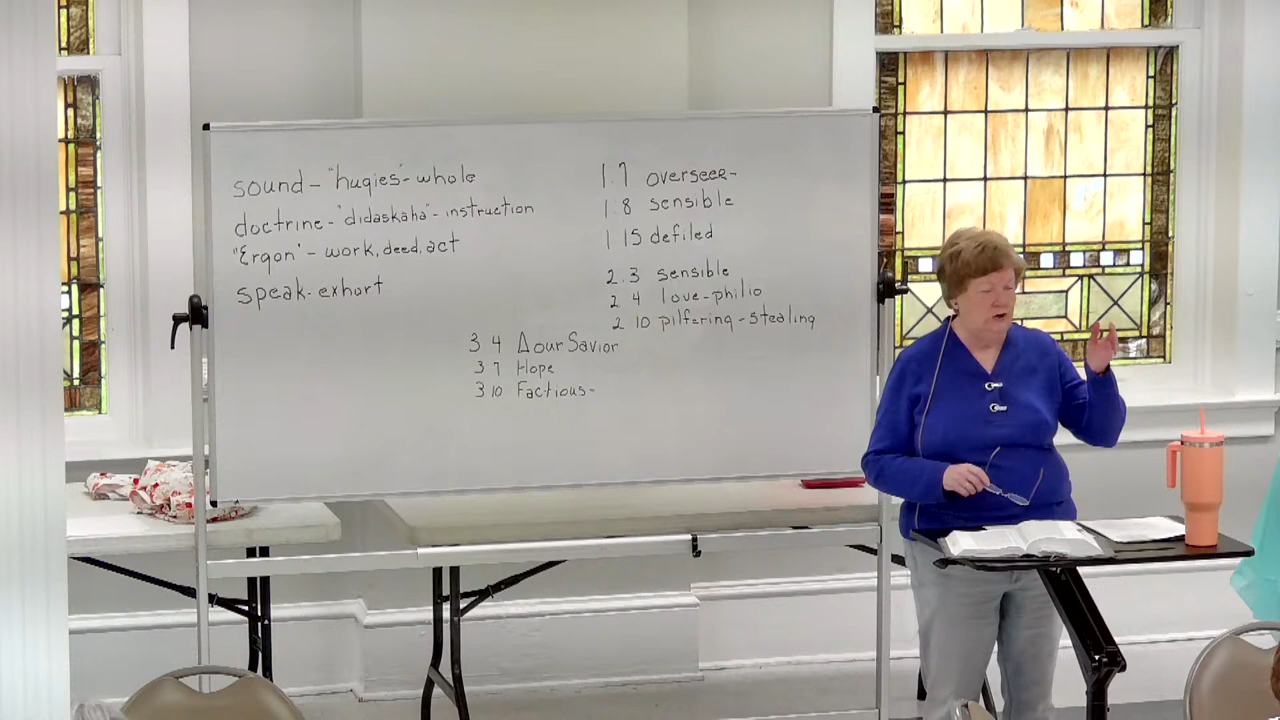 sound - "hugies" - whole
doctrine - "didaskaha" - instruction
"Ergon" - work, deed, act
speak - exhort
1.7 overseer -
1.8 sensible
1 15 defiled
2.3 sensible
2 4 love-philio
2 10 pilfering - stealing
3 4 Δ our Savior
3 7 Hope
3 10 Factious -